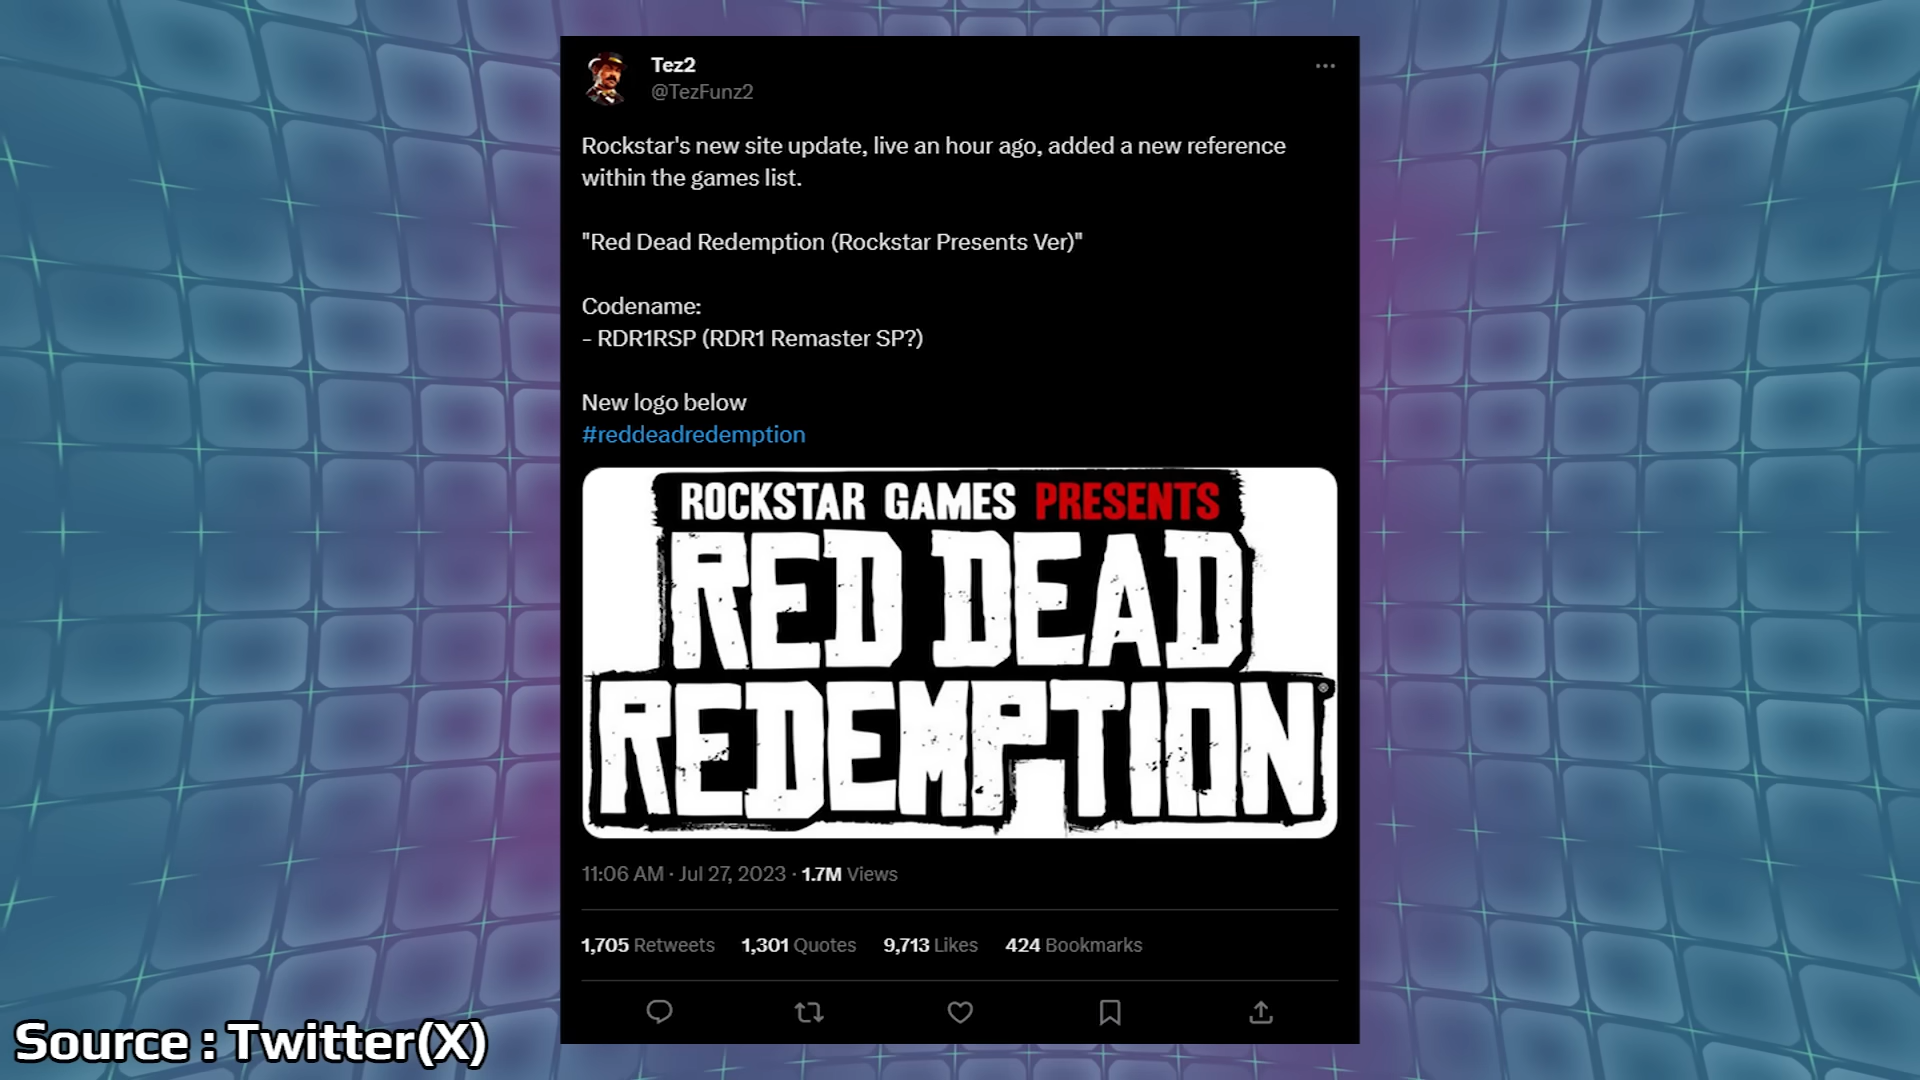 Tez2
@TezFunz2
Rockstar's new site update, live an hour ago, added a new reference
within the games list.
"Red Dead Redemption (Rockstar Presents Ver)"
Codename:
- RDR1RSP (RDR1 Remaster SP?)
New logo below
#reddeadredemption
ROCKSTAR GAMES PRESENTS
RED DEAD
REDEMPTION®
11:06 AM · Jul 27, 2023 · 1.7M Views
1,705 Retweets 1,301 Quotes 9,713 Likes 424 Bookmarks
Source : Twitter(X)